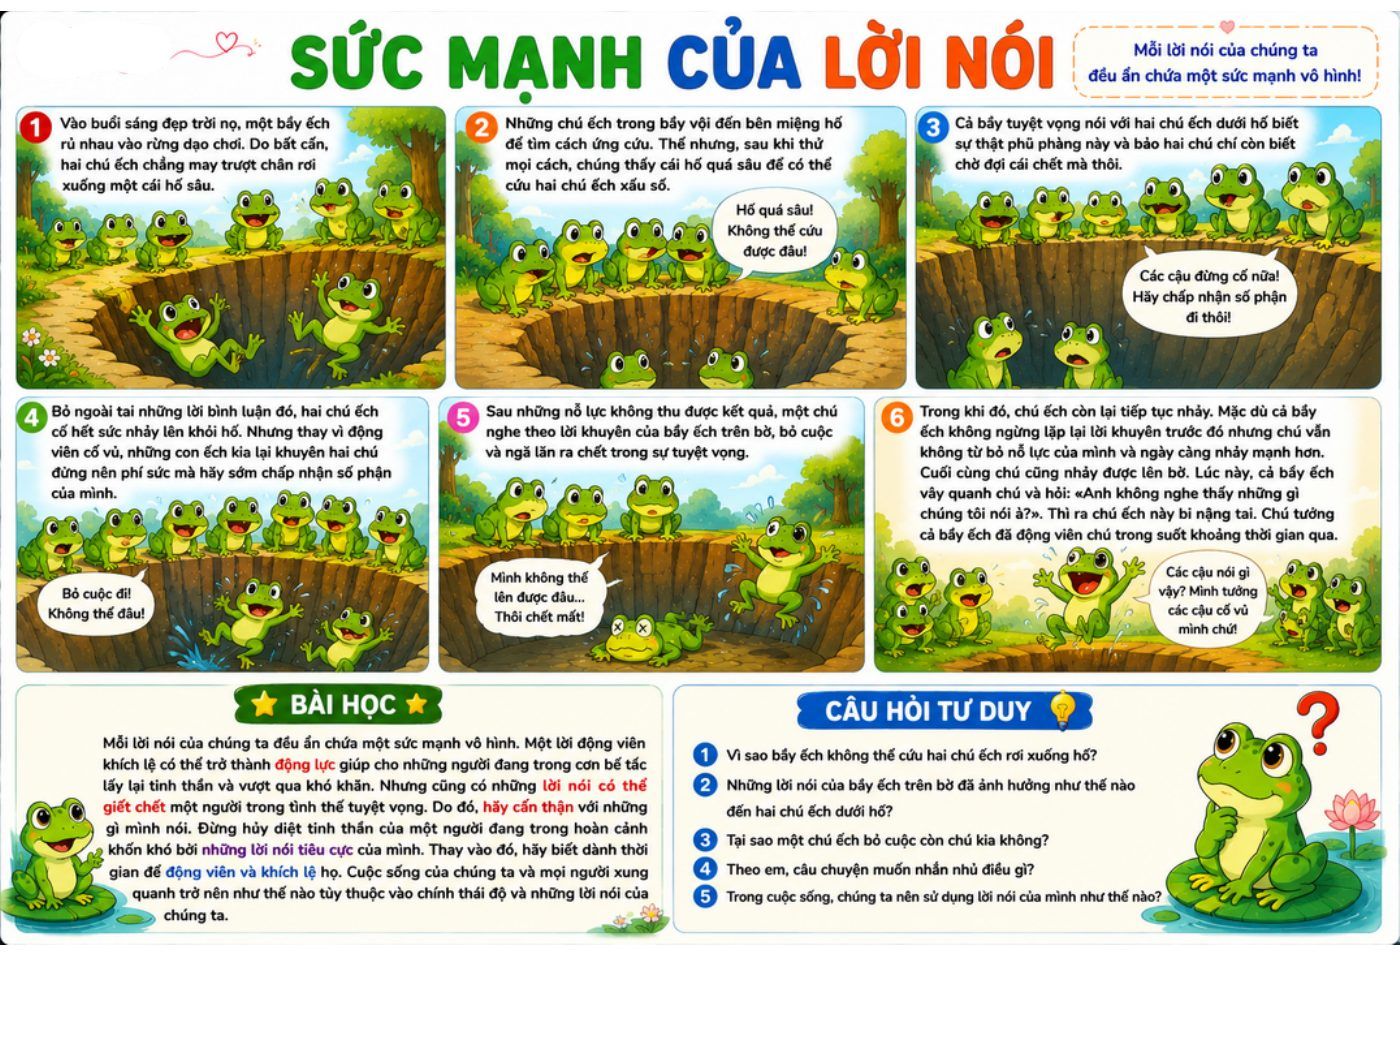 SỨC MẠNH CỦA LỜI NÓI
Mỗi lời nói của chúng ta
đều ẩn chứa một sức mạnh vô hình!
1
Vào buổi sáng đẹp trời nọ, một bầy ếch
rủ nhau vào rừng dạo chơi. Do bất cẩn,
hai chú ếch chẳng may trượt chân rơi
xuống một cái hố sâu.
2
Những chú ếch trong bầy vội đến bên miệng hố
để tìm cách ứng cứu. Thế nhưng, sau khi thử
mọi cách, chúng thấy cái hố quá sâu để có thể
cứu hai chú ếch xấu số.
Hố quá sâu!
Không thể cứu
được đâu!
3
Cả bầy tuyệt vọng nói với hai chú ếch dưới hố biết
sự thật phũ phàng này và bảo hai chú chỉ còn biết
chờ đợi cái chết mà thôi.
Các cậu đừng cố nữa!
Hãy chấp nhận số phận
đi thôi!
4
Bỏ ngoài tai những lời bình luận đó, hai chú ếch
cố hết sức nhảy lên khỏi hố. Nhưng thay vì động
viên cổ vũ, những con ếch kia lại khuyên hai chú
đừng nên phí sức mà hãy sớm chấp nhận số phận
của mình.
Bỏ cuộc đi!
Không thể đâu!
5
Sau những nỗ lực không thu được kết quả, một chú
nghe theo lời khuyên của bầy ếch trên bờ, bỏ cuộc
và ngã lăn ra chết trong sự tuyệt vọng.
Mình không thể
lên được đâu...
Thôi chết mất!
6
Trong khi đó, chú ếch còn lại tiếp tục nhảy. Mặc dù cả bầy
ếch không ngừng lặp lại lời khuyên trước đó nhưng chú vẫn
không từ bỏ nỗ lực của mình và ngày càng nhảy mạnh hơn.
Cuối cùng chú cũng nhảy được lên bờ. Lúc này, cả bầy ếch
vây quanh chú và hỏi: «Anh không nghe thấy những gì
chúng tôi nói à?». Thì ra chú ếch này bi nặng tai. Chú tưởng
cả bầy ếch đã động viên chú trong suốt khoảng thời gian qua.
Các cậu nói gì
vậy? Mình tưởng
các cậu cổ vũ
mình chứ!
BÀI HỌC
Mỗi lời nói của chúng ta đều ẩn chứa một sức mạnh vô hình. Một lời động viên
khích lệ có thể trở thành động lực giúp cho những người đang trong cơn bế tắc
lấy lại tinh thần và vượt qua khó khăn. Nhưng cũng có những lời nói có thể
giết chết một người trong tình thế tuyệt vọng. Do đó, hãy cẩn thận với những
gì mình nói. Đừng hủy diệt tinh thần của một người đang trong hoàn cảnh
khốn khó bởi những lời nói tiêu cực của mình. Thay vào đó, hãy biết dành thời
gian để động viên và khích lệ họ. Cuộc sống của chúng ta và mọi người xung
quanh trở nên như thế nào tùy thuộc vào chính thái độ và những lời nói của
chúng ta.
CÂU HỎI TƯ DUY
1 Vì sao bầy ếch không thể cứu hai chú ếch rơi xuống hố?
2 Những lời nói của bầy ếch trên bờ đã ảnh hưởng như thế nào
đến hai chú ếch dưới hố?
3 Tại sao một chú ếch bỏ cuộc còn chú kia không?
4 Theo em, câu chuyện muốn nhắn nhủ điều gì?
5 Trong cuộc sống, chúng ta nên sử dụng lời nói của mình như thế nào?
?